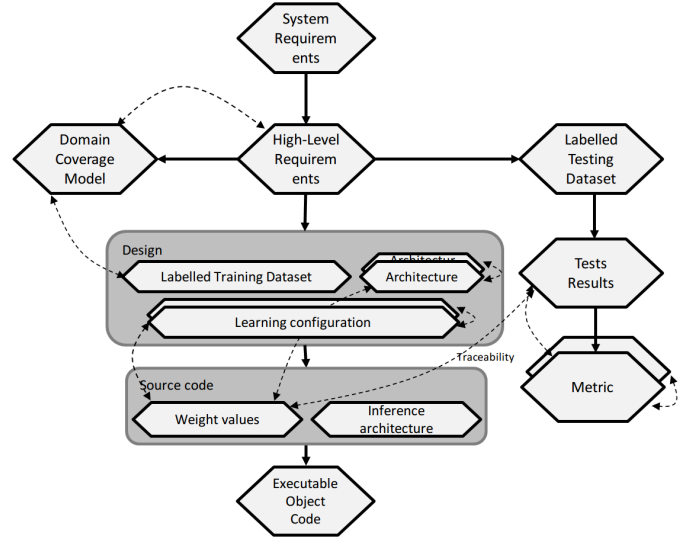 System
Requirem
ents
Domain
Coverage
Model
High-Level
Requirem
ents
Labelled
Testing
Dataset
Design
Labelled Training Dataset
Architectur
Architecture
Learning configuration
Tests
Results
Traceability
Metric
Source code
Weight values
Inference
architecture
Executable
Object
Code